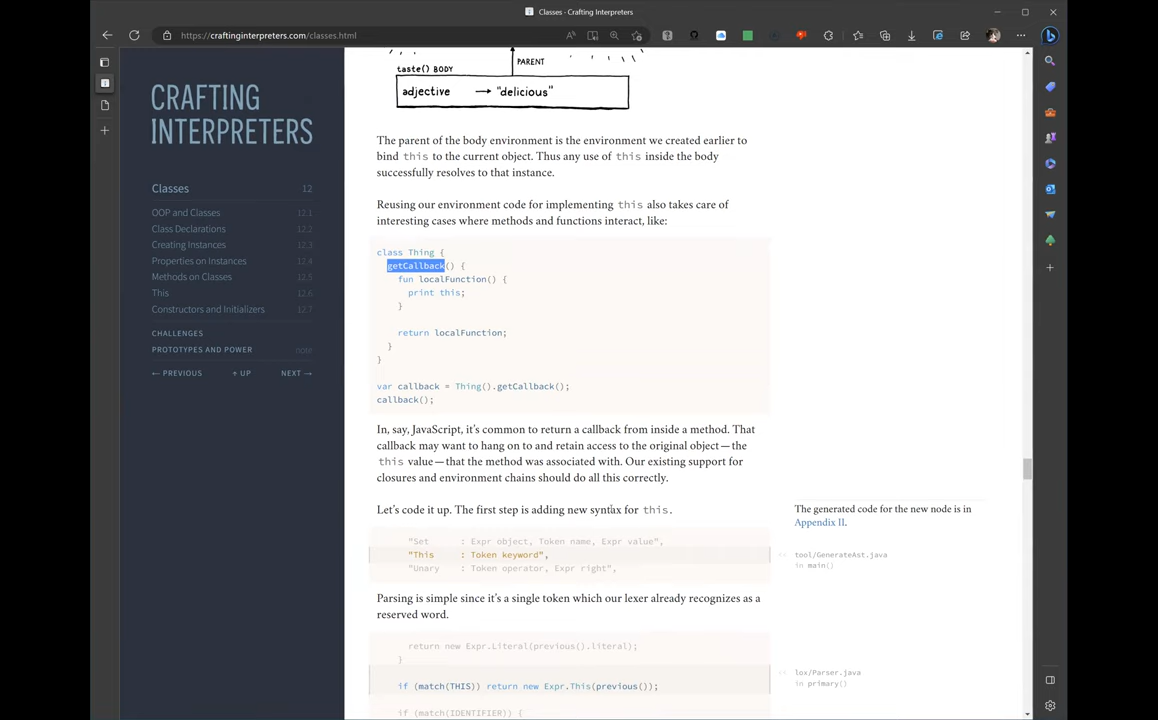 Classes - Crafting Interpreters
https://craftinginterpreters.com/classes.html
CRAFTING
INTERPRETERS
Classes 12
OOP and Classes 12.1
Class Declarations 12.2
Creating Instances 12.3
Properties on Instances 12.4
Methods on Classes 12.5
This 12.6
Constructors and Initializers 12.7
CHALLENGES
PROTOTYPES AND POWER note
← PREVIOUS ↑ UP NEXT →
PARENT
taste() BODY
adjective → "delicious"
The parent of the body environment is the environment we created earlier to
bind this to the current object. Thus any use of this inside the body
successfully resolves to that instance.
Reusing our environment code for implementing this also takes care of
interesting cases where methods and functions interact, like:
class Thing {
getCallback() {
fun localFunction() {
print this;
}
return localFunction;
}
}
var callback = Thing().getCallback();
callback();
In, say, JavaScript, it's common to return a callback from inside a method. That
callback may want to hang on to and retain access to the original object—the
this value—that the method was associated with. Our existing support for
closures and environment chains should do all this correctly.
Let's code it up. The first step is adding new syntax for this.
The generated code for the new node is in
Appendix II.
"Set : Expr object, Token name, Expr value",
"This : Token keyword",
"Unary : Token operator, Expr right",
tool/GenerateAst.java
in main()
Parsing is simple since it's a single token which our lexer already recognizes as a
reserved word.
return new Expr.Literal(previous().literal);
}
if (match(THIS)) return new Expr.This(previous());
if (match(IDENTIFIER)) {
lox/Parser.java
in primary()